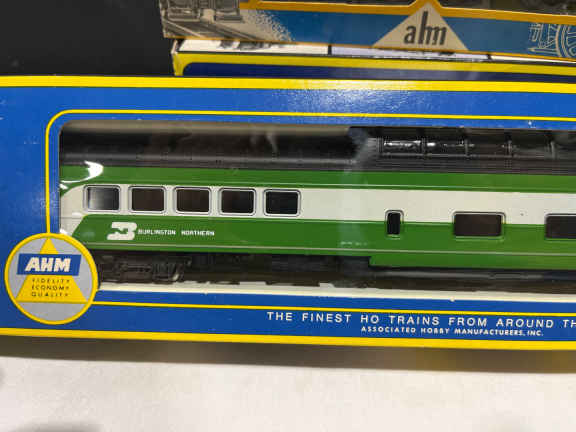 ahm
BURLINGTON NORTHERN
AHM
FIDELITY
ECONOMY
QUALITY
THE FINEST HO TRAINS FROM AROUND TH
ASSOCIATED HOBBY MANUFACTURERS, INC.